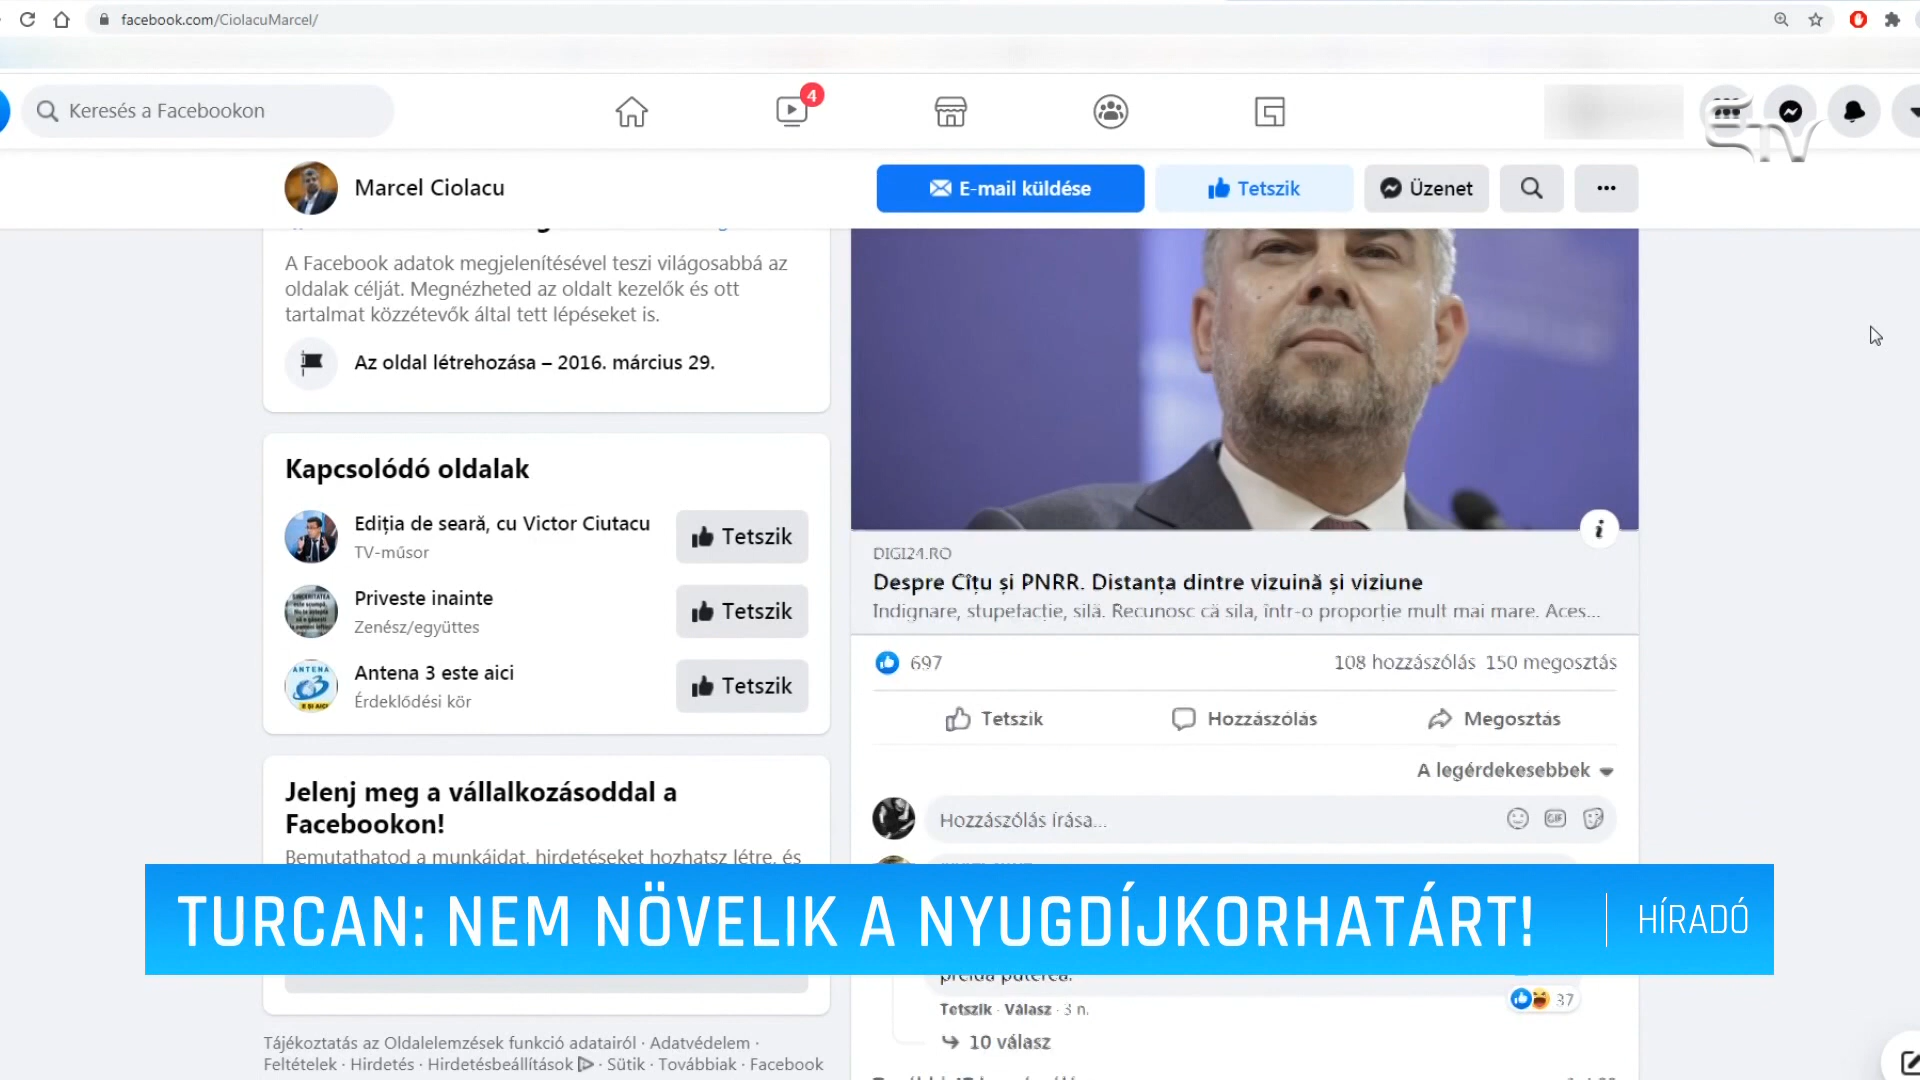 facebook.com/CiolacuMarcel/
Keresés a Facebookon
4
ETV
Marcel Ciolacu
E-mail küldése
Tetszik
Üzenet
A Facebook adatok megjelenítésével teszi világosabbá az
oldalak célját. Megnézheted az oldalt kezelők és ott
tartalmat közzétevők által tett lépéseket is.
Az oldal létrehozása – 2016. március 29.
Kapcsolódó oldalak
Ediția de seară, cu Victor Ciutacu
TV-műsor
Tetszik
Priveste inainte
Zenész/együttes
Tetszik
Antena 3 este aici
Érdeklődési kör
Tetszik
Jelenj meg a vállalkozásoddal a
Facebookon!
Bemutathatod a munkáidat, hirdetéseket hozhatsz létre, és
Tájékoztatás az Oldalelemzések funkció adatairól · Adatvédelem ·
Feltételek · Hirdetés · Hirdetésbeállítások · Sütik · Továbbiak · Facebook
DIGI24.RO
Despre Cîțu și PNRR. Distanța dintre vizuină și viziune
Indignare, stupefacție, silă. Recunosc că sila, într-o proporție mult mai mare. Aces...
697
108 hozzászólás 150 megosztás
Tetszik
Hozzászólás
Megosztás
A legérdekesebbek
Hozzászólás írása...
GIF
TURCAN: NEM NÖVELIK A NYUGDÍJKORHATÁRT!
HÍRADÓ
Tetszik · Válasz · 3 n.
37
10 válasz